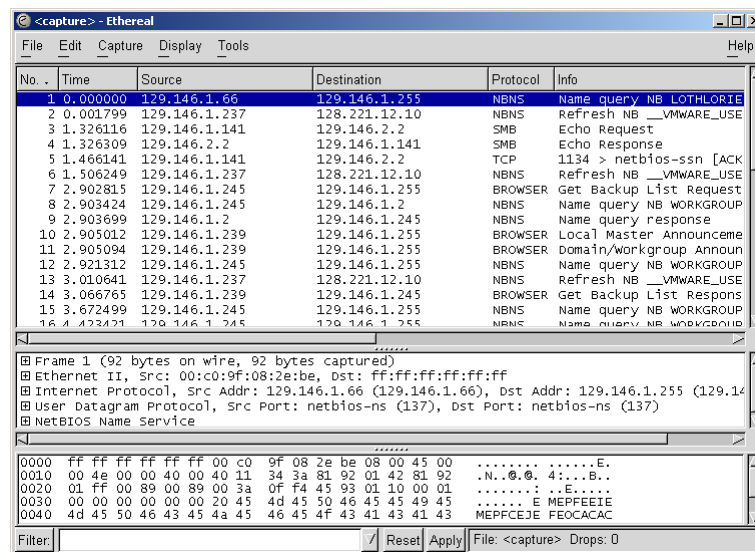 <capture> - Ethereal
File Edit Capture Display Tools Help
No. . Time Source Destination Protocol Info
1 0.000000 129.146.1.66 129.146.1.255 NBNS Name query NB LOTHLORIE
2 0.001799 129.146.1.237 128.221.12.10 NBNS Refresh NB __VMWARE_USE
3 1.326116 129.146.1.141 129.146.2.2 SMB Echo Request
4 1.326309 129.146.2.2 129.146.1.141 SMB Echo Response
5 1.466141 129.146.1.141 129.146.2.2 TCP 1134 > netbios-ssn [ACK
6 1.506249 129.146.1.237 128.221.12.10 NBNS Refresh NB __VMWARE_USE
7 2.902815 129.146.1.245 129.146.1.255 BROWSER Get Backup List Request
8 2.903424 129.146.1.2 129.146.1.2 NBNS Name query NB WORKGROUP
9 2.903699 129.146.1.2 129.146.1.245 NBNS Name query response
10 2.905012 129.146.1.239 129.146.1.255 BROWSER Local Master Announceme
11 2.905094 129.146.1.239 129.146.1.255 BROWSER Domain/Workgroup Announ
12 2.921312 129.146.1.245 129.146.1.255 NBNS Name query NB WORKGROUP
13 3.010641 129.146.1.237 128.221.12.10 NBNS Refresh NB __VMWARE_USE
14 3.066765 129.146.1.239 129.146.1.245 BROWSER Get Backup List Respons
15 3.672499 129.146.1.245 129.146.1.255 NBNS Name query NB WORKGROUP
16 4.423421 129.146.1.245 129.146.1.255 NBNS Name query NB WORKGROUP
Frame 1 (92 bytes on wire, 92 bytes captured)
Ethernet II, Src: 00:c0:9f:08:2e:be, Dst: ff:ff:ff:ff:ff:ff
Internet Protocol, Src Addr: 129.146.1.66 (129.146.1.66), Dst Addr: 129.146.1.255 (129.14
User Datagram Protocol, Src Port: netbios-ns (137), Dst Port: netbios-ns (137)
NetBIOS Name Service
0000 ff ff ff ff ff ff 00 c0 9f 08 2e be 08 00 45 00 ........ ......E.
0010 00 4e 00 00 40 00 40 11 34 3a 81 92 01 42 81 92 .N..@.@. 4:...B..
0020 01 ff 00 89 00 89 00 3a 0f f4 45 93 01 10 00 01 .......: ..E.....
0030 00 00 00 00 00 00 20 45 4d 45 50 46 45 45 49 45 ...... E MEPFEEIE
0040 4d 45 50 46 43 45 4a 45 46 45 4f 43 41 43 41 43 MEPFCEJE FEOCACAC
Filter: Reset Apply File: <capture> Drops: 0